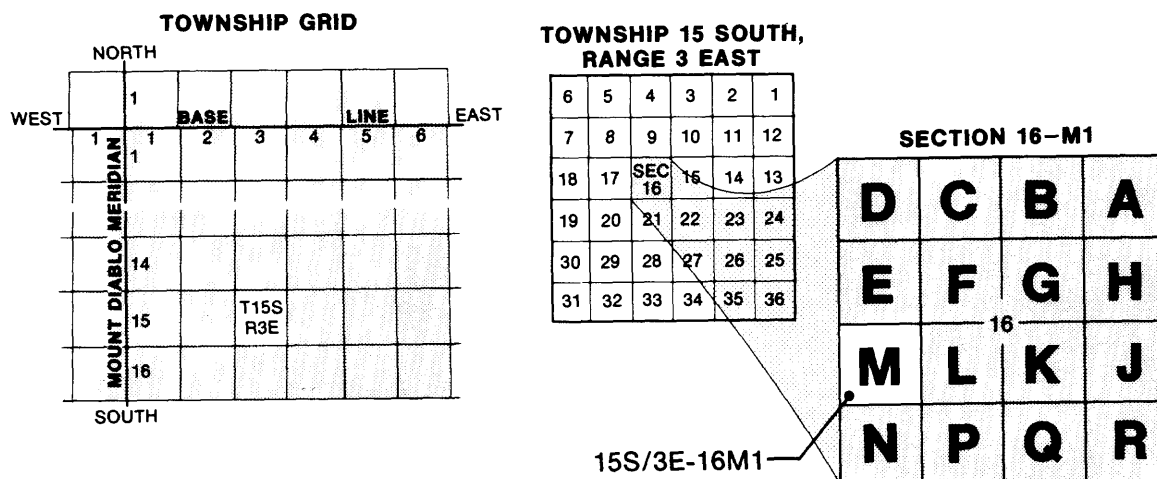 TOWNSHIP GRID
NORTH
WEST
EAST
1
BASE
LINE
1
1
2
3
4
5
6
1
MOUNT DIABLO MERIDIAN
14
15
T15S
R3E
16
SOUTH
TOWNSHIP 15 SOUTH,
RANGE 3 EAST
6 5 4 3 2 1
7 8 9 10 11 12
18 17 SEC 16 15 14 13
19 20 21 22 23 24
30 29 28 27 26 25
31 32 33 34 35 36
SECTION 16-M1
D C B A
E F G H
16
M L K J
N P Q R
15S/3E-16M1